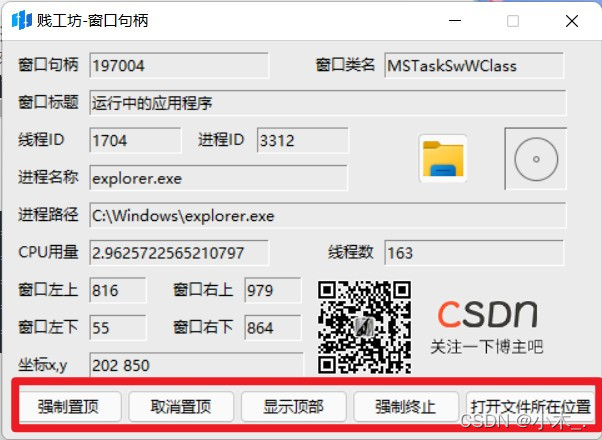 贱工坊-窗口句柄
窗口句柄 197004 窗口类名 MSTaskSwWClass
窗口标题 运行中的应用程序
线程ID 1704 进程ID 3312
进程名称 explorer.exe
进程路径 C:\Windows\explorer.exe
CPU用量 2.9625722565210797 线程数 163
窗口左上 816 窗口右上 979
窗口左下 55 窗口右下 864
CSDN
关注一下博主吧
坐标x,y 202 850
强制置顶 取消置顶 显示顶部 强制终止 打开文件所在位置
CSDN @小木_.